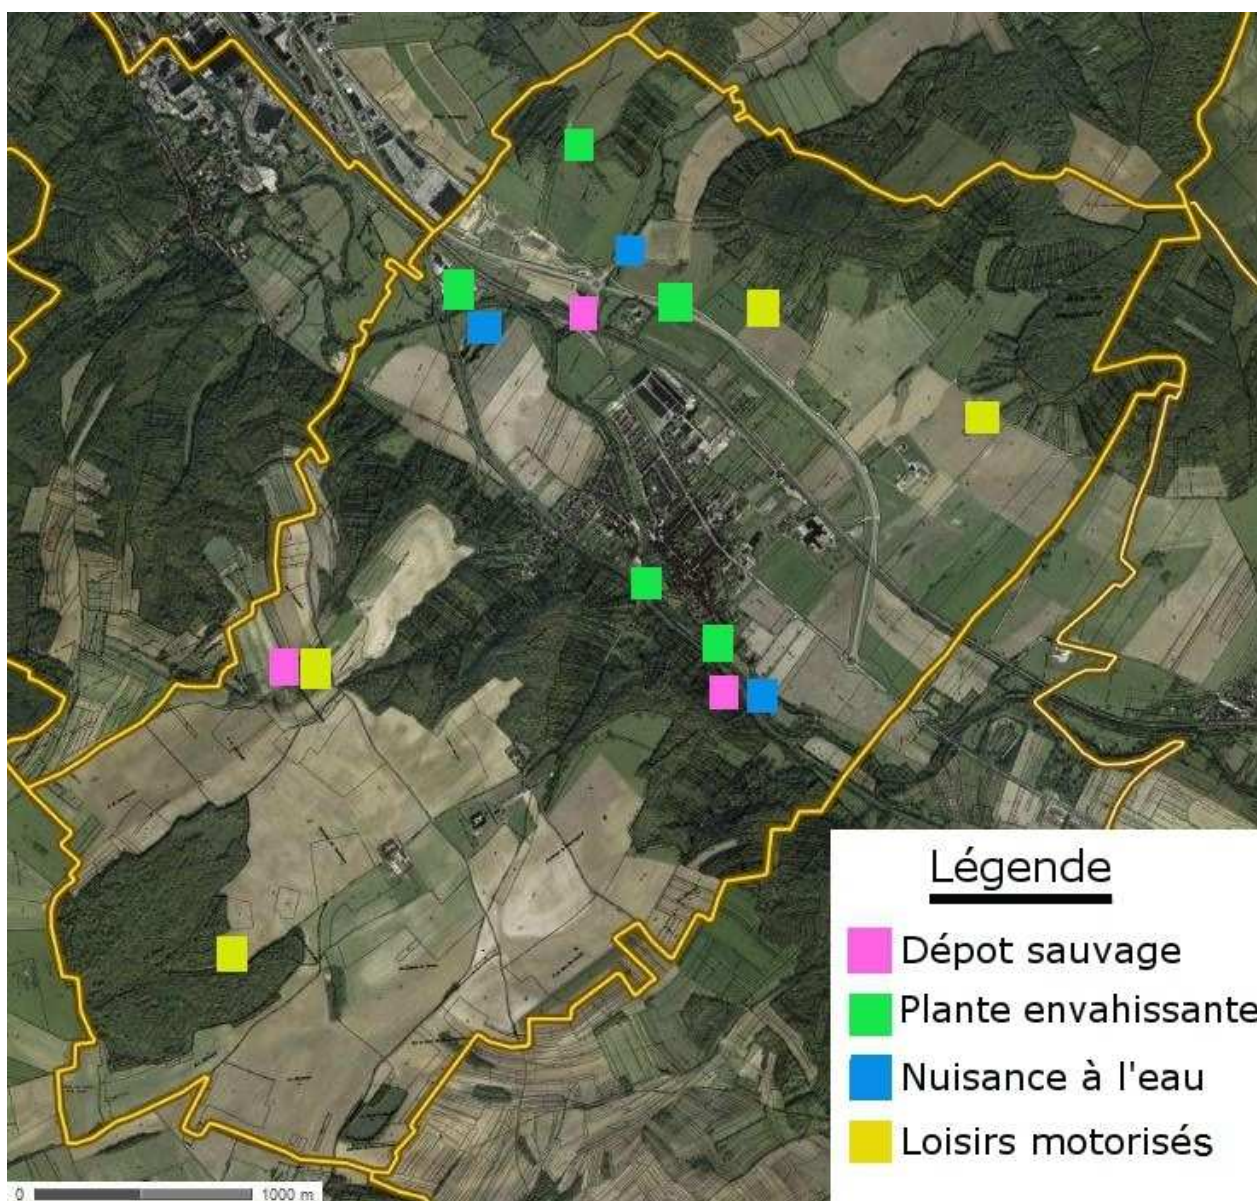 Légende
Dépot sauvage
Plante envahissante
Nuisance à l'eau
Loisirs motorisés
0 1000 m